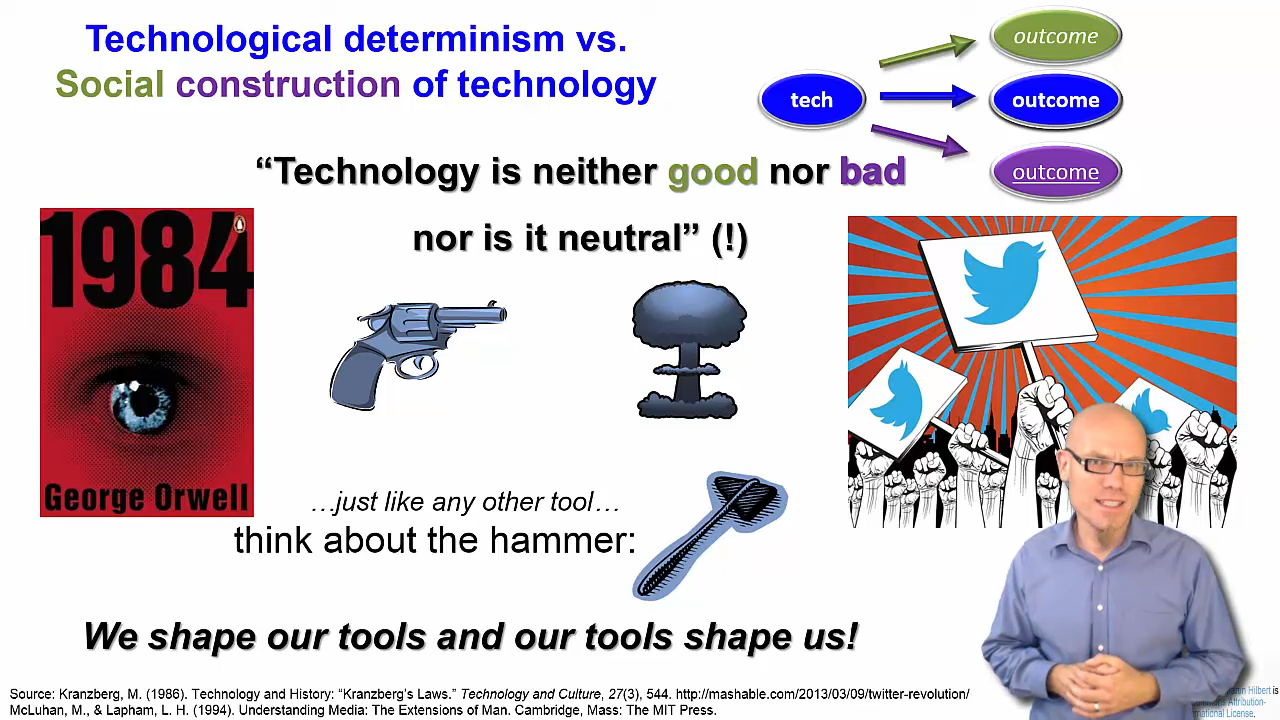 Technological determinism vs.
Social construction of technology
outcome
tech
outcome
outcome
“Technology is neither good nor bad
nor is it neutral” (!)
1984
George Orwell
…just like any other tool…
think about the hammer:
We shape our tools and our tools shape us!
Source: Kranzberg, M. (1986). Technology and History: “Kranzberg's Laws.” Technology and Culture, 27(3), 544. http://mashable.com/2013/03/09/twitter-revolution/
McLuhan, M., & Lapham, L. H. (1994). Understanding Media: The Extensions of Man. Cambridge, Mass: The MIT Press.
Hilbert is
License.